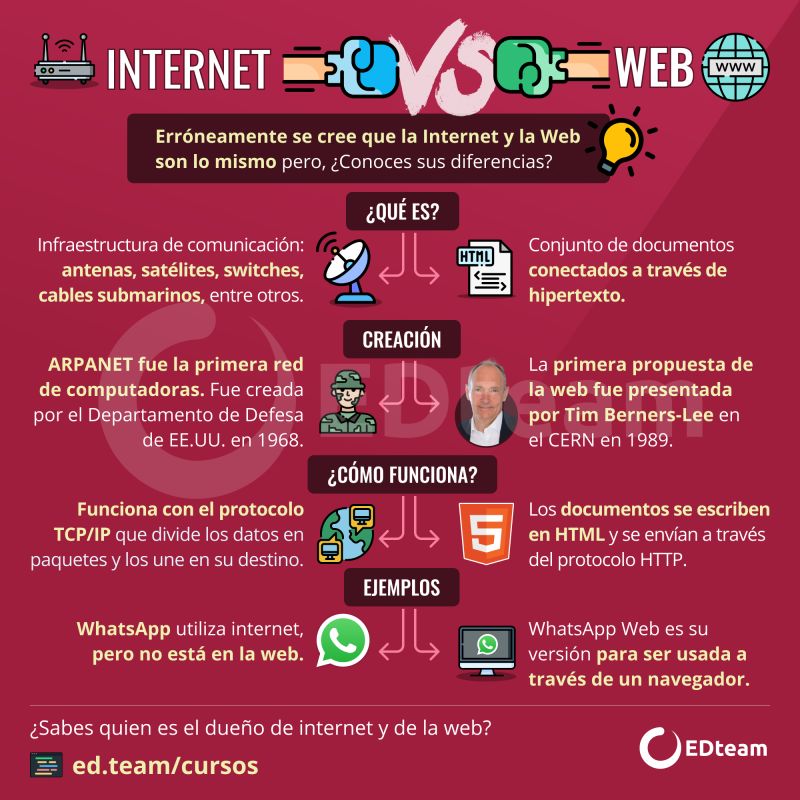 INTERNET
VS
WEB
www
Erróneamente se cree que la Internet y la Web
son lo mismo pero, ¿Conoces sus diferencias?
¿QUÉ ES?
Infraestructura de comunicación:
antenas, satélites, switches,
cables submarinos, entre otros.
HTML
Conjunto de documentos
conectados a través de
hipertexto.
CREACIÓN
ARPANET fue la primera red
de computadoras. Fue creada
por el Departamento de Defesa
de EE.UU. en 1968.
La primera propuesta de
la web fue presentada
por Tim Berners-Lee en
el CERN en 1989.
EDteam
¿CÓMO FUNCIONA?
Funciona con el protocolo
TCP/IP que divide los datos en
paquetes y los une en su destino.
5
Los documentos se escriben
en HTML y se envían a través
del protocolo HTTP.
EJEMPLOS
WhatsApp utiliza internet,
pero no está en la web.
WhatsApp Web es su
versión para ser usada a
través de un navegador.
¿Sabes quien es el dueño de internet y de la web?
ed.team/cursos
EDteam